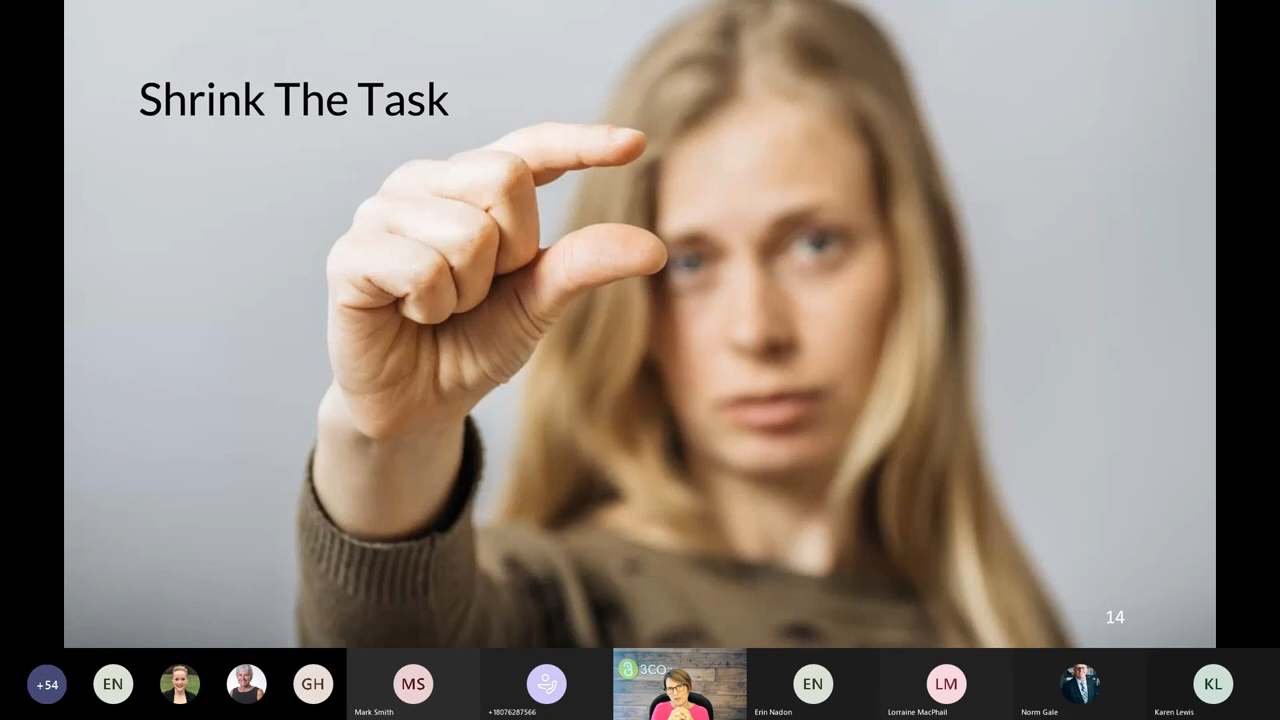 Shrink The Task
14
+54
EN
GH
MS
Mark Smith
+18076287566
3CO
EN
Erin Nadon
LM
Lorraine MacPhail
Norm Gale
KL
Karen Lewis